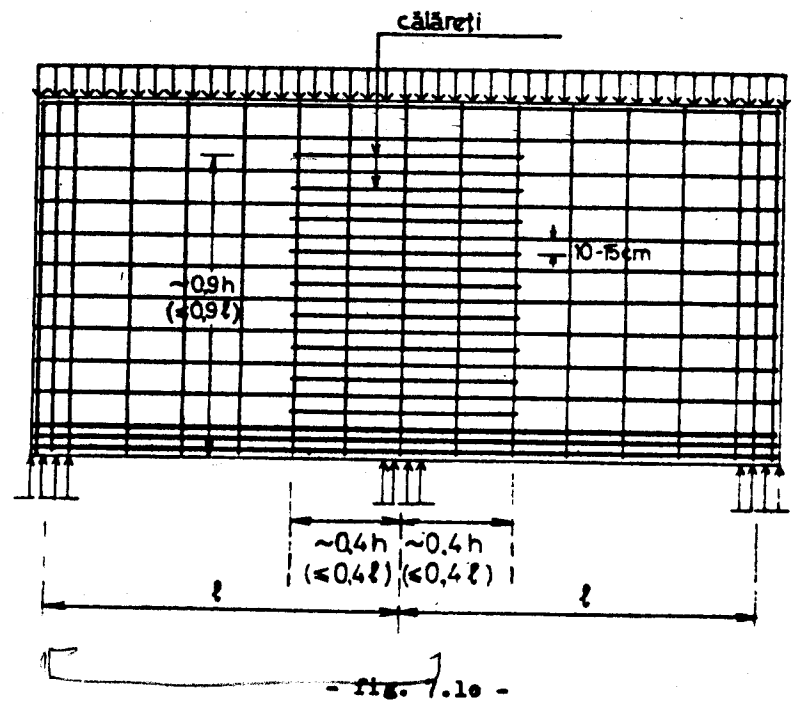 călăreți
10-15cm
~0,9h
(≤0,9ℓ)
~0,4h ~0,4h
(≤0,4ℓ) (≤0,4ℓ)
ℓ ℓ
- fig. 7.10 -